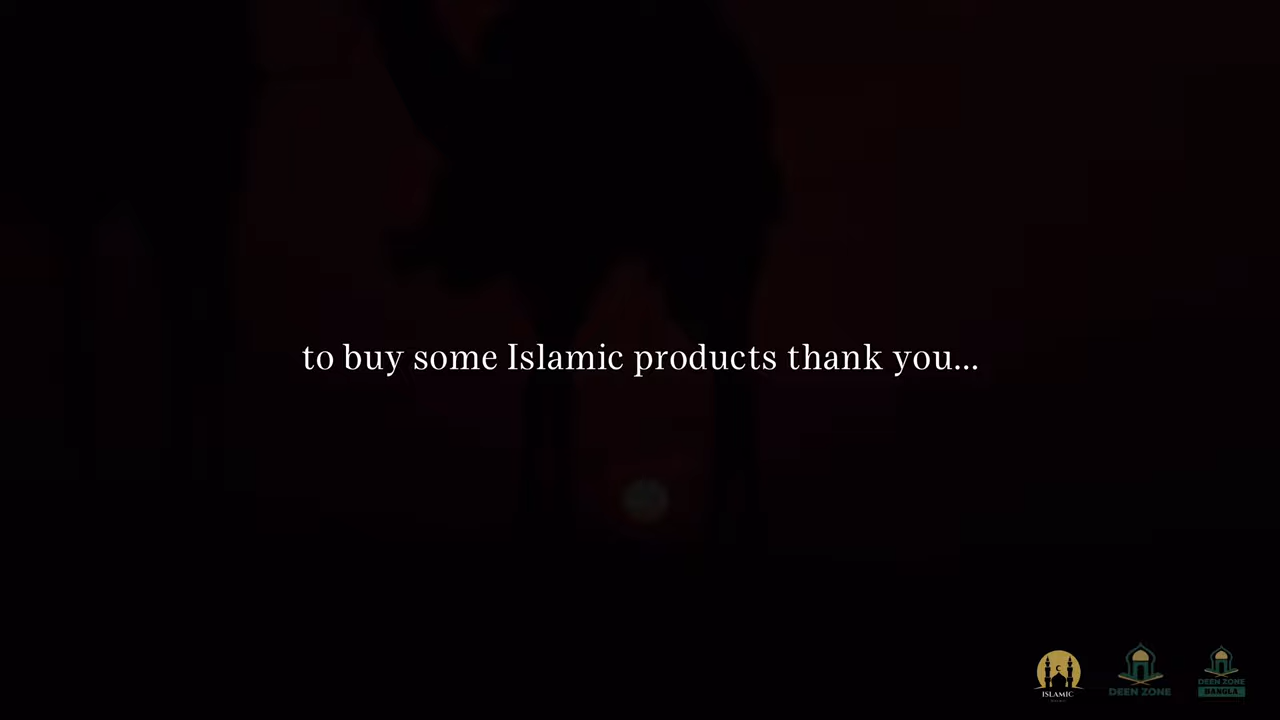 to buy some Islamic products thank you...
ISLAMIC
DEEN ZONE
DEEN ZONE
BANGLA